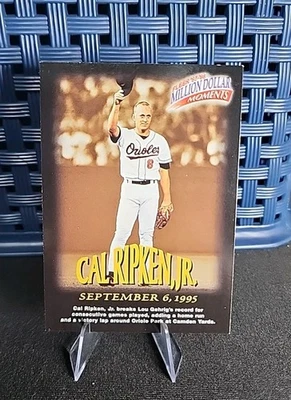 MILLION DOLLAR
MOMENTS
Orioles
8
CAL RIPKEN, JR.
SEPTEMBER 6, 1995
Cal Ripken, Jr. breaks Lou Gehrig's record for
consecutive games played, adding a home run
and a victory lap around Oriole Park at Camden Yards.